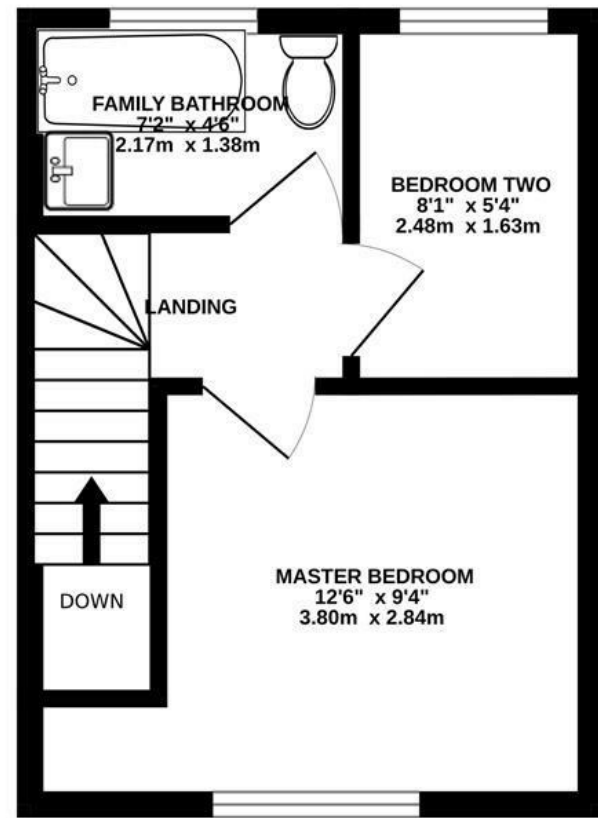 FAMILY BATHROOM
7'2" x 4'6"
2.17m x 1.38m
BEDROOM TWO
8'1" x 5'4"
2.48m x 1.63m
LANDING
MASTER BEDROOM
12'6" x 9'4"
3.80m x 2.84m
DOWN